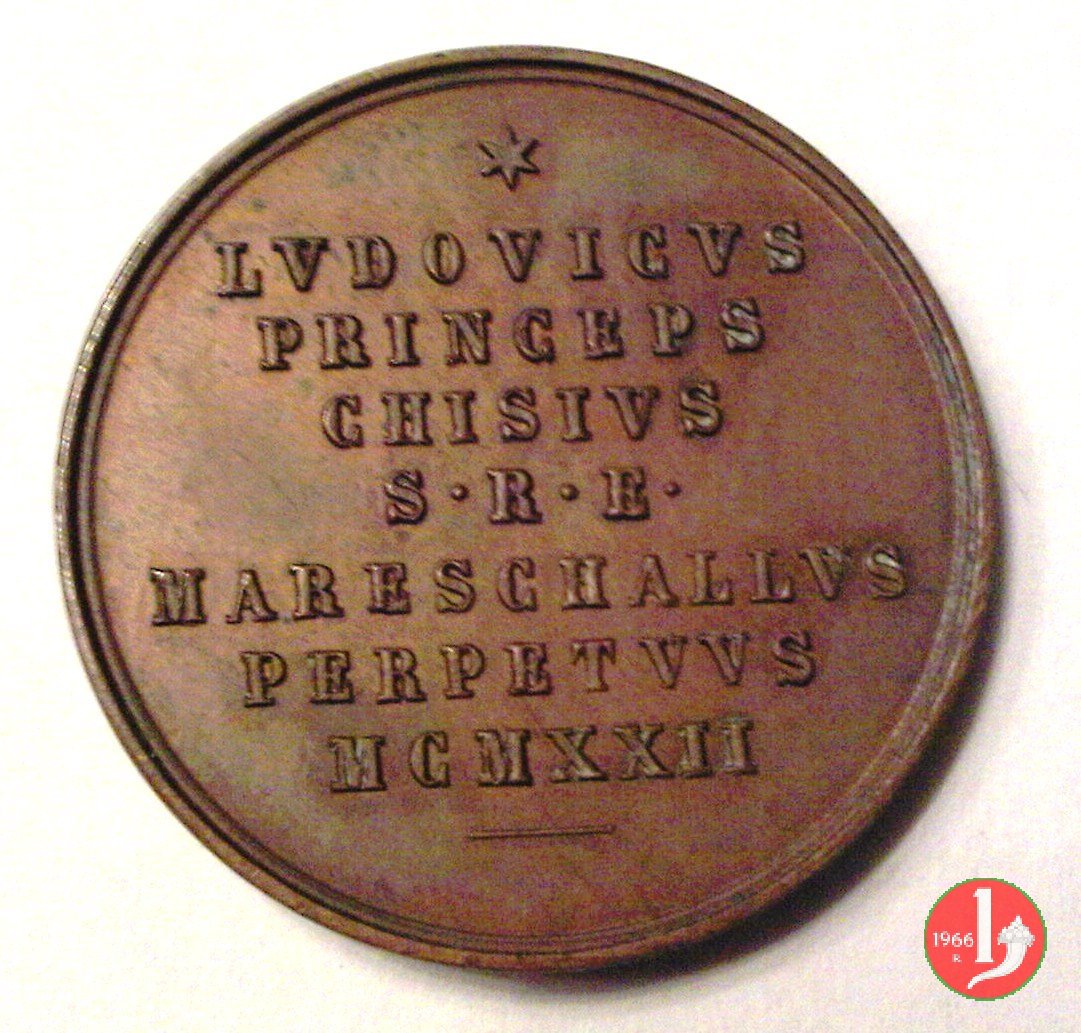 LVDOVICVS
PRINCEPS
CHISIVS
S·R·E·
MARESCHALLVS
PERPETVVS
MCMXXII
1966
R